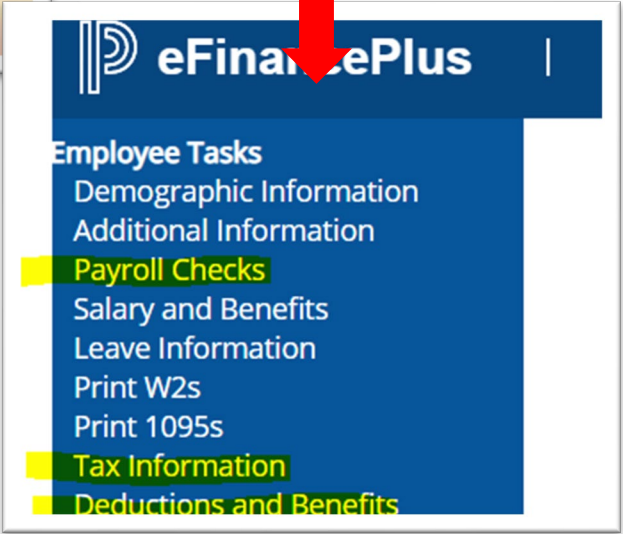 eFinancePlus
Employee Tasks
Demographic Information
Additional Information
Payroll Checks
Salary and Benefits
Leave Information
Print W2s
Print 1095s
Tax Information
Deductions and Benefits